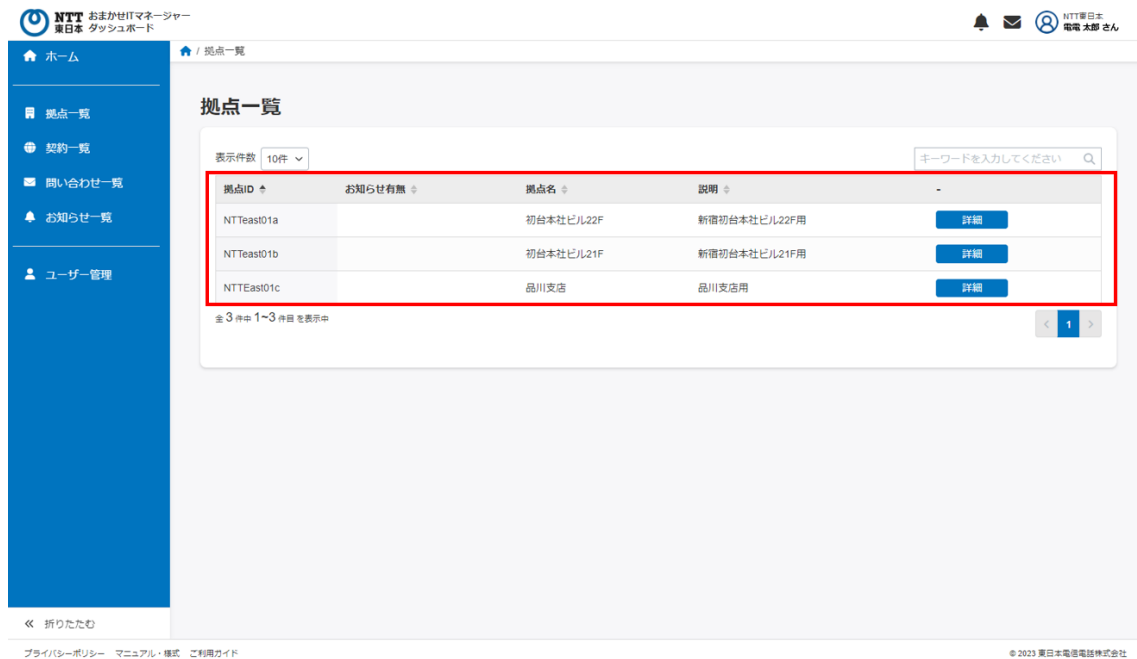 NTT おまかせITマネージャー
東日本 ダッシュボード
NTT東日本
電電 太郎 さん
ホーム
/ 拠点一覧
拠点一覧
契約一覧
問い合わせ一覧
お知らせ一覧
ユーザー管理
拠点一覧
表示件数 10件
キーワードを入力してください
拠点ID お知らせ有無 拠点名 説明 -
NTTeast01a 初台本社ビル22F 新宿初台本社ビル22F用 詳細
NTTeast01b 初台本社ビル21F 新宿初台本社ビル21F用 詳細
NTTEast01c 品川支店 品川支店用 詳細
全 3 件中 1~3 件目 を表示中
< 1 >
« 折りたたむ
プライバシーポリシー マニュアル・様式 ご利用ガイド
© 2023 東日本電信電話株式会社